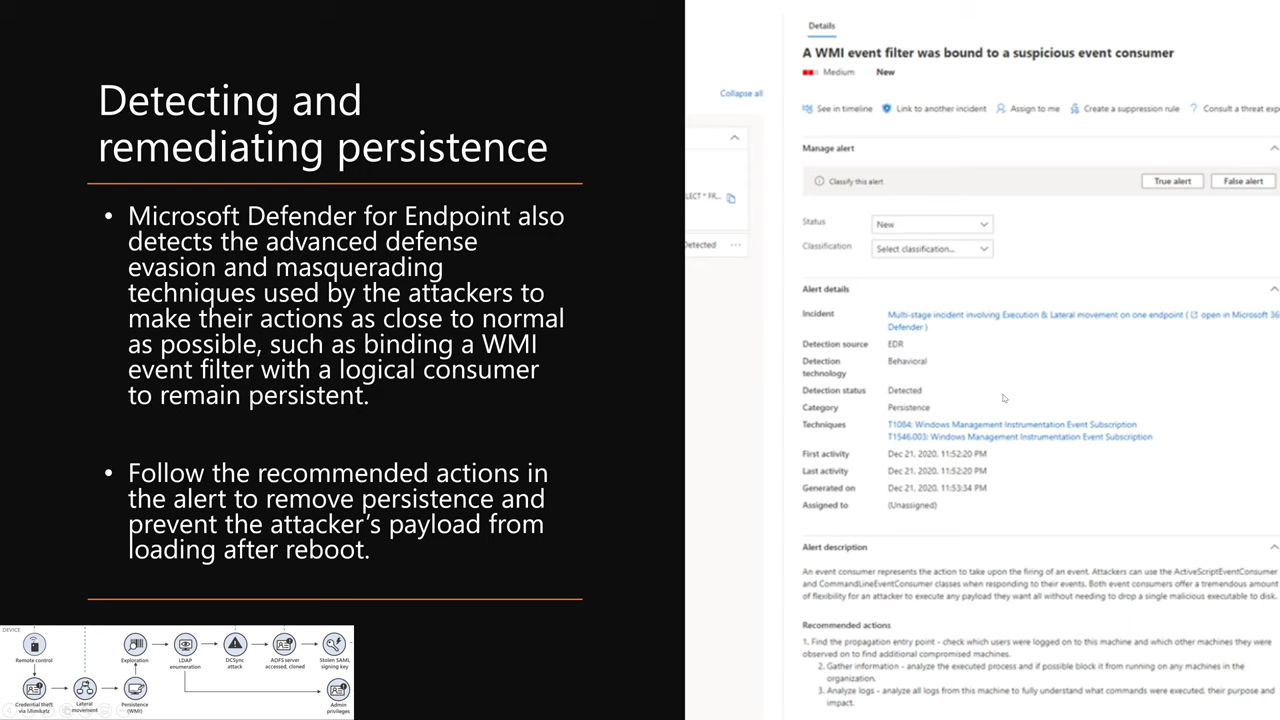 Detecting and
remediating persistence
• Microsoft Defender for Endpoint also
detects the advanced defense
evasion and masquerading
techniques used by the attackers to
make their actions as close to normal
as possible, such as binding a WMI
event filter with a logical consumer
to remain persistent.
• Follow the recommended actions in
the alert to remove persistence and
prevent the attacker's payload from
loading after reboot.
DEVICE
Remote control
Exploration
LDAP
enumeration
DCSync
attack
ADFS server
accessed, cloned
Stolen SAML
signing key
Credential theft
via Mimikatz
Lateral
movement
Persistence
(WMI)
Admin
privileges
Collapse all
ELECT * FR...
Detected
Details
A WMI event filter was bound to a suspicious event consumer
Medium New
See in timeline Link to another incident Assign to me Create a suppression rule Consult a threat exp
Manage alert
Classify this alert True alert False alert
Status New
Classification Select classification...
Alert details
Incident Multi-stage incident involving Execution & Lateral movement on one endpoint ( open in Microsoft 36
Defender )
Detection source EDR
Detection Behavioral
technology
Detection status Detected
Category Persistence
Techniques T1084: Windows Management Instrumentation Event Subscription
T1546.003: Windows Management Instrumentation Event Subscription
First activity Dec 21, 2020, 11:52:20 PM
Last activity Dec 21, 2020, 11:52:20 PM
Generated on Dec 21, 2020, 11:53:34 PM
Assigned to (Unassigned)
Alert description
An event consumer represents the action to take upon the firing of an event. Attackers can use the ActiveScriptEventConsumer
and CommandLineEventConsumer classes when responding to their events. Both event consumers offer a tremendous amount
of flexibility for an attacker to execute any payload they want all without needing to drop a single malicious executable to disk.
Recommended actions
1. Find the propagation entry point - check which users were logged on to this machine and which other machines they were
observed on to find additional compromised machines.
2. Gather information - analyze the executed process and if possible block it from running on any machines in the
organization.
3. Analyze logs - analyze all logs from this machine to fully understand what commands were executed, their purpose and
impact.